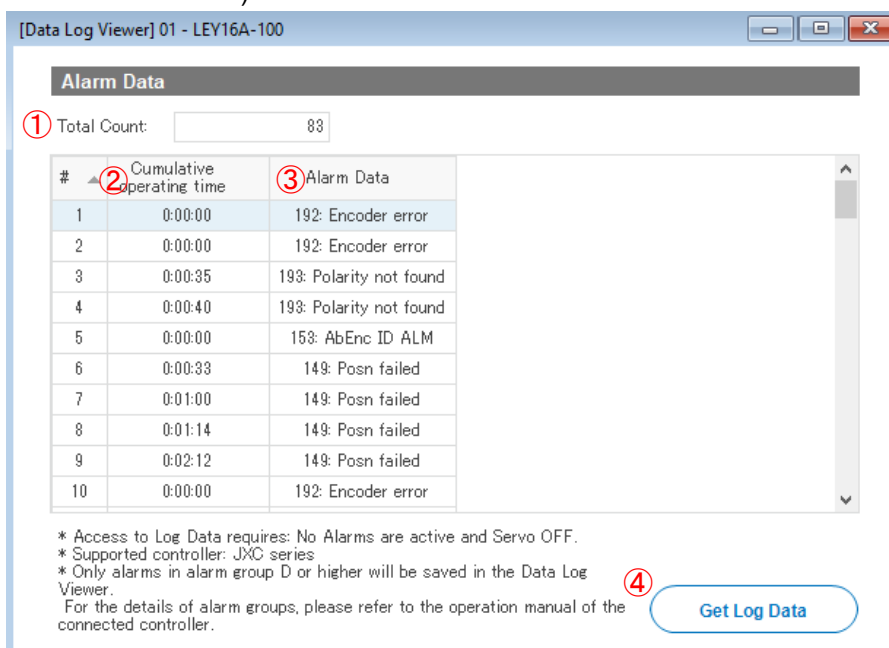 [Data Log Viewer] 01 - LEY16A-100
Alarm Data
① Total Count: 83
# ② Cumulative operating time ③ Alarm Data
1 0:00:00 192: Encoder error
2 0:00:00 192: Encoder error
3 0:00:35 193: Polarity not found
4 0:00:40 193: Polarity not found
5 0:00:00 153: AbEnc ID ALM
6 0:00:33 149: Posn failed
7 0:01:00 149: Posn failed
8 0:01:14 149: Posn failed
9 0:02:12 149: Posn failed
10 0:00:00 192: Encoder error
* Access to Log Data requires: No Alarms are active and Servo OFF.
* Supported controller: JXC series
* Only alarms in alarm group D or higher will be saved in the Data Log
Viewer.
For the details of alarm groups, please refer to the operation manual of the
connected controller.
④ Get Log Data